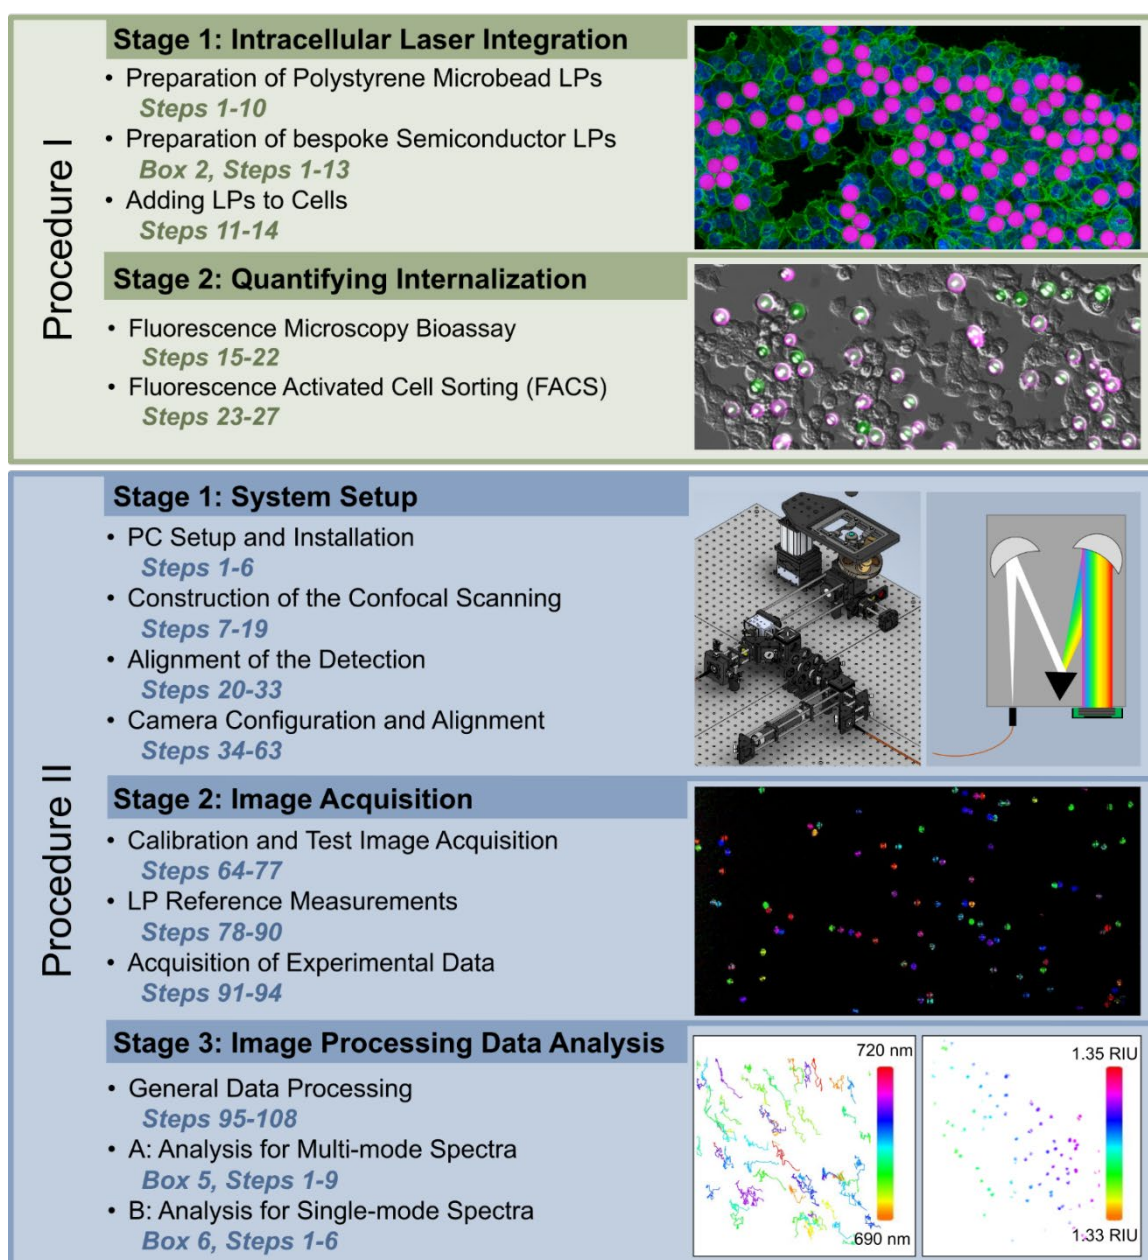 Procedure I
Stage 1: Intracellular Laser Integration
• Preparation of Polystyrene Microbead LPs
Steps 1-10
• Preparation of bespoke Semiconductor LPs
Box 2, Steps 1-13
• Adding LPs to Cells
Steps 11-14
Stage 2: Quantifying Internalization
• Fluorescence Microscopy Bioassay
Steps 15-22
• Fluorescence Activated Cell Sorting (FACS)
Steps 23-27
Procedure II
Stage 1: System Setup
• PC Setup and Installation
Steps 1-6
• Construction of the Confocal Scanning
Steps 7-19
• Alignment of the Detection
Steps 20-33
• Camera Configuration and Alignment
Steps 34-63
Stage 2: Image Acquisition
• Calibration and Test Image Acquisition
Steps 64-77
• LP Reference Measurements
Steps 78-90
• Acquisition of Experimental Data
Steps 91-94
Stage 3: Image Processing Data Analysis
• General Data Processing
Steps 95-108
• A: Analysis for Multi-mode Spectra
Box 5, Steps 1-9
• B: Analysis for Single-mode Spectra
Box 6, Steps 1-6
720 nm
690 nm
1.35 RIU
1.33 RIU